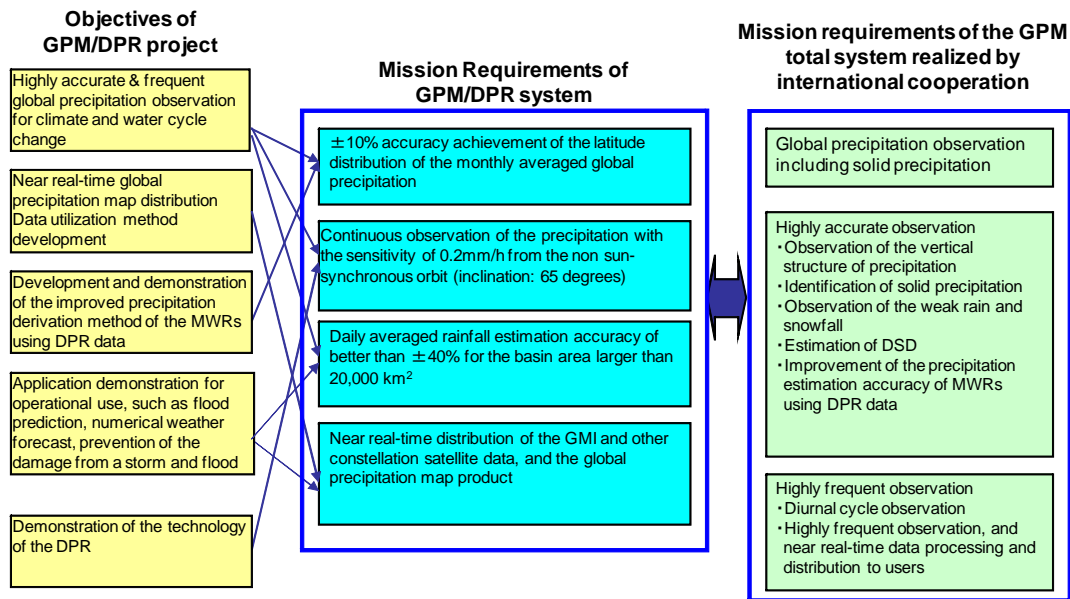 Objectives of
GPM/DPR project
Highly accurate & frequent
global precipitation observation
for climate and water cycle
change
Near real-time global
precipitation map distribution
Data utilization method
development
Development and demonstration
of the improved precipitation
derivation method of the MWRs
using DPR data
Application demonstration for
operational use, such as flood
prediction, numerical weather
forecast, prevention of the
damage from a storm and flood
Demonstration of the technology
of the DPR
Mission Requirements of
GPM/DPR system
±10% accuracy achievement of the latitude
distribution of the monthly averaged global
precipitation
Continuous observation of the precipitation with
the sensitivity of 0.2mm/h from the non sun-
synchronous orbit (inclination: 65 degrees)
Daily averaged rainfall estimation accuracy of
better than ±40% for the basin area larger than
20,000 km²
Near real-time distribution of the GMI and other
constellation satellite data, and the global
precipitation map product
Mission requirements of the GPM
total system realized by
international cooperation
Global precipitation observation
including solid precipitation
Highly accurate observation
・Observation of the vertical
structure of precipitation
・Identification of solid precipitation
・Observation of the weak rain and
snowfall
・Estimation of DSD
・Improvement of the precipitation
estimation accuracy of MWRs
using DPR data
Highly frequent observation
・Diurnal cycle observation
・Highly frequent observation, and
near real-time data processing and
distribution to users